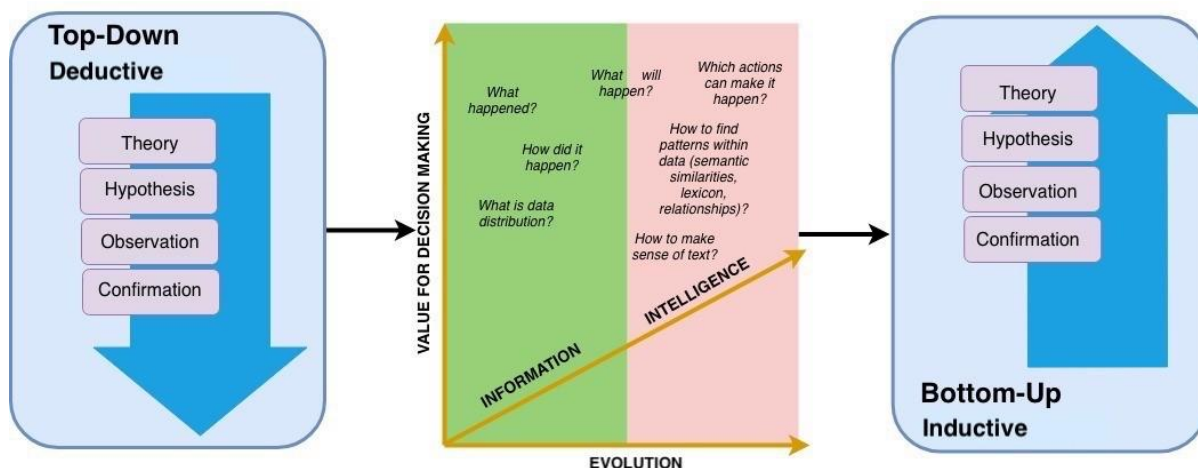 Top-Down
Deductive
Theory
Hypothesis
Observation
Confirmation
VALUE FOR DECISION MAKING
What
happened?
How did it
happen?
What is data
distribution?
What will
happen?
Which actions
can make it
happen?
How to find
patterns within
data (semantic
similarities,
lexicon,
relationships)?
How to make
sense of text?
INFORMATION
INTELLIGENCE
EVOLUTION
Theory
Hypothesis
Observation
Confirmation
Bottom-Up
Inductive